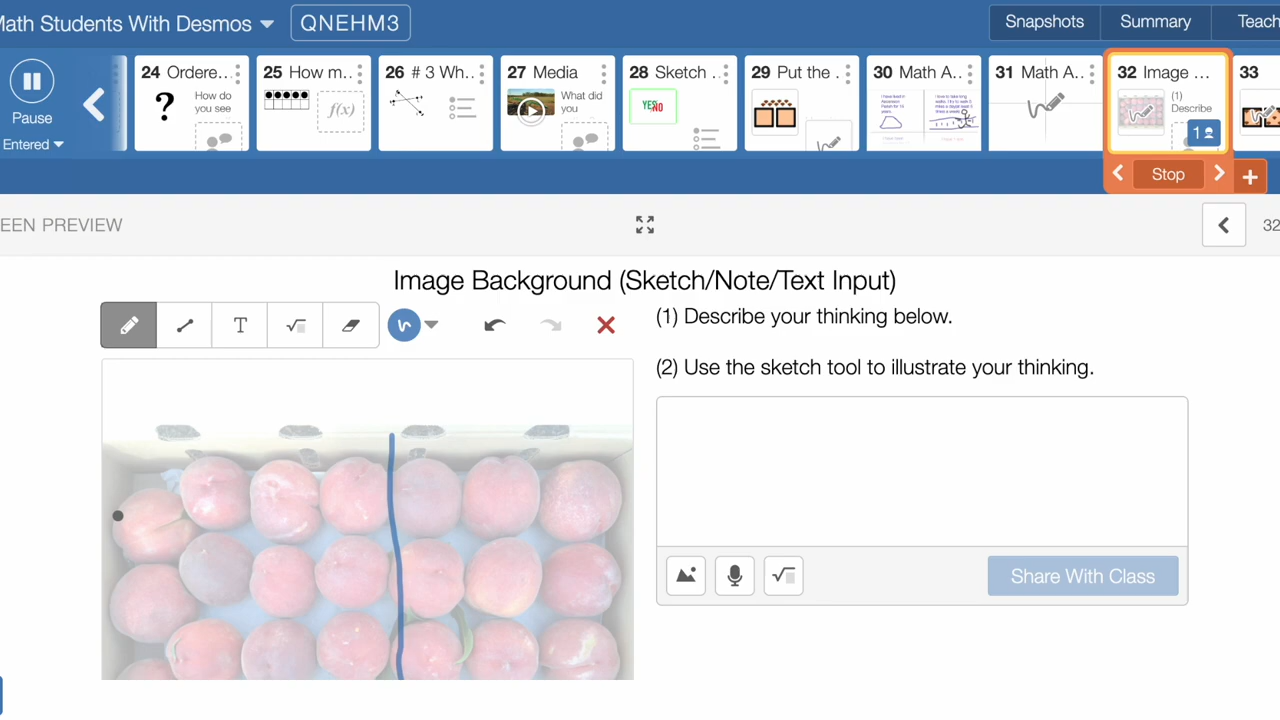 Math Students With Desmos
QNEHM3
Snapshots
Summary
Teach
Pause
Entered
24 Ordere...
How do
you see
?
25 How m..
f(x)
26 # 3 Wh..
27 Media
What did
you
28 Sketch ..
YES
NO
29 Put the .
30 Math A..
31 Math A..
32 Image ...
(1)
Describe
1
33
Stop
+
EEN PREVIEW
32
Image Background (Sketch/Note/Text Input)
T
√
(1) Describe your thinking below.
(2) Use the sketch tool to illustrate your thinking.
√
Share With Class